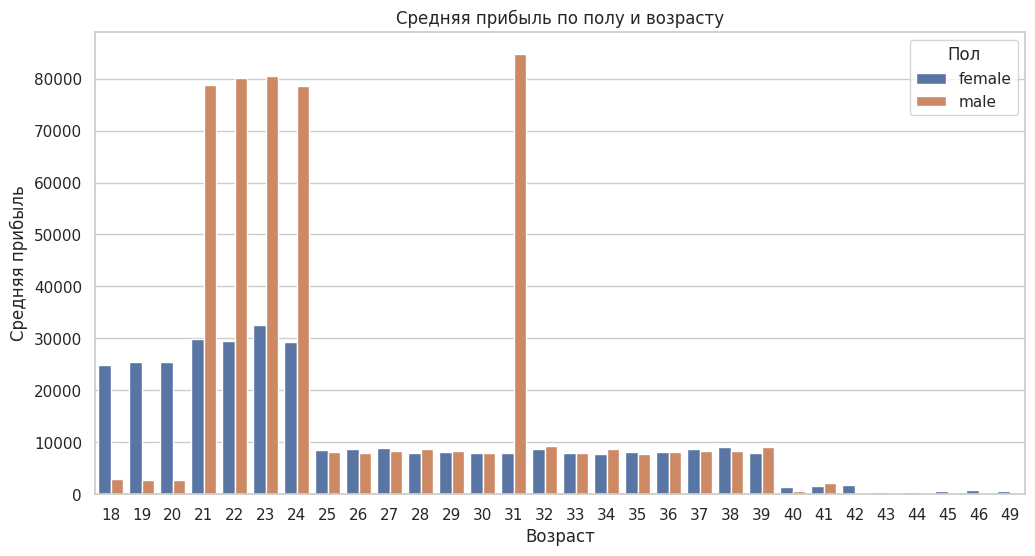 Средняя прибыль по полу и возрасту
Пол
female
male
Средняя прибыль
80000
70000
60000
50000
40000
30000
20000
10000
0
18 19 20 21 22 23 24 25 26 27 28 29 30 31 32 33 34 35 36 37 38 39 40 41 42 43 44 45 46 49
Возраст